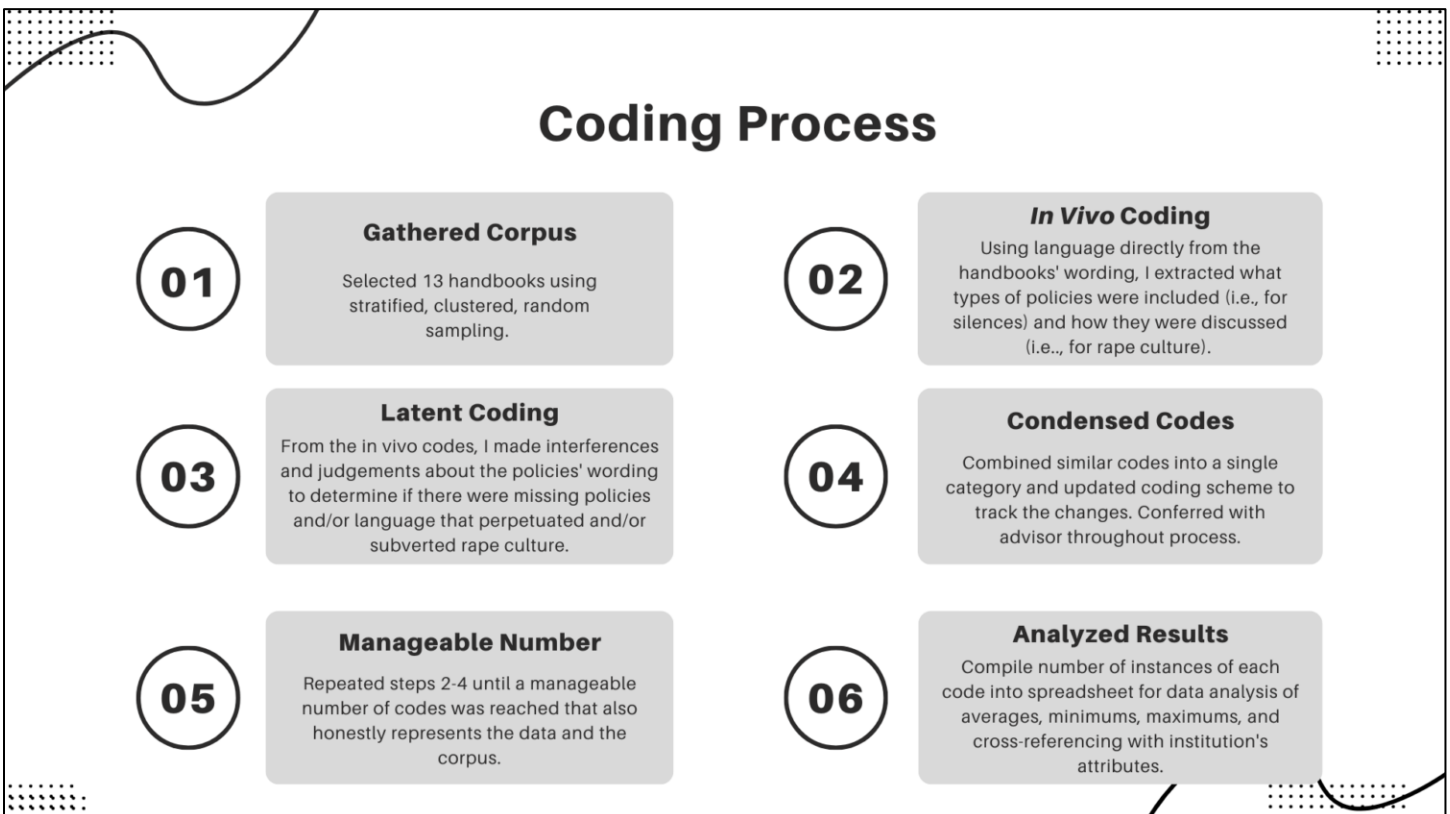 Coding Process
01
Gathered Corpus
Selected 13 handbooks using
stratified, clustered, random
sampling.
02
In Vivo Coding
Using language directly from the
handbooks' wording, I extracted what
types of policies were included (i.e., for
silences) and how they were discussed
(i.e.., for rape culture).
03
Latent Coding
From the in vivo codes, I made interferences
and judgements about the policies' wording
to determine if there were missing policies
and/or language that perpetuated and/or
subverted rape culture.
04
Condensed Codes
Combined similar codes into a single
category and updated coding scheme to
track the changes. Conferred with
advisor throughout process.
05
Manageable Number
Repeated steps 2-4 until a manageable
number of codes was reached that also
honestly represents the data and the
corpus.
06
Analyzed Results
Compile number of instances of each
code into spreadsheet for data analysis of
averages, minimums, maximums, and
cross-referencing with institution's
attributes.